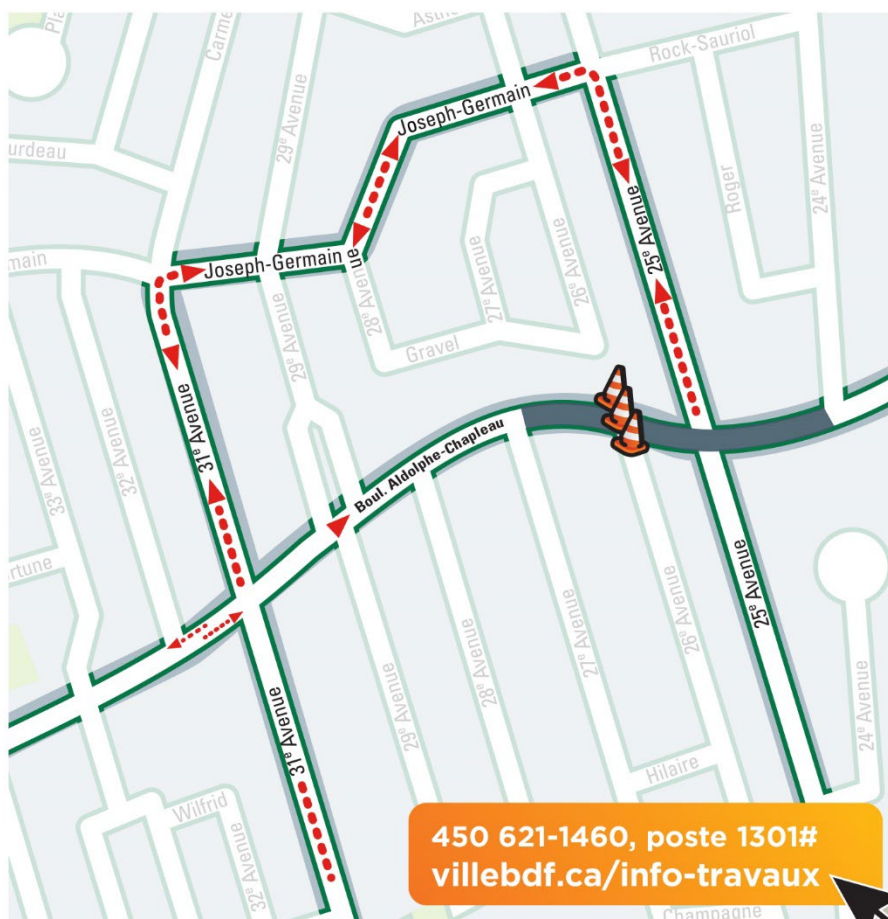 Carme
Rock-Sauriol
29e Avenue
Joseph-Germain
urdeau
Roger
24e Avenue
main
Joseph-Germain
28e Avenue
27e Avenue
26e Avenue
25e Avenue
29e Avenue
Gravel
31e Avenue
32e Avenue
33e Avenue
Boul. Aldolphe-Chapleau
ortune
25e Avenue
26e Avenue
27e Avenue
28e Avenue
29e Avenue
24e Avenue
31e Avenue
Hilaire
Wilfrid
32e Avenue
450 621-1460, poste 1301#
villebdf.ca/info-travaux
Champagne